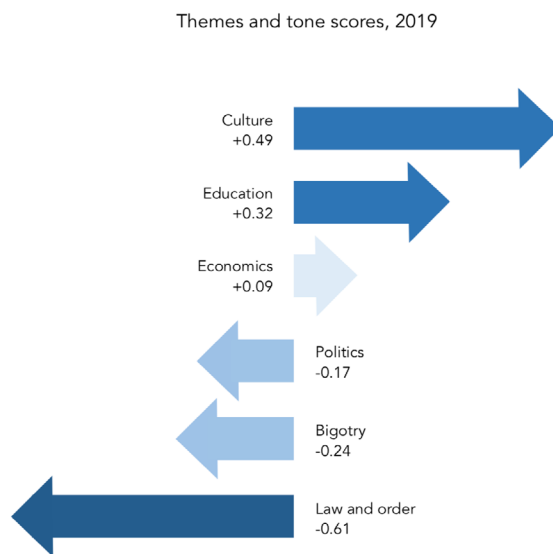 Themes and tone scores, 2019
Culture
+0.49
Education
+0.32
Economics
+0.09
Politics
-0.17
Bigotry
-0.24
Law and order
-0.61